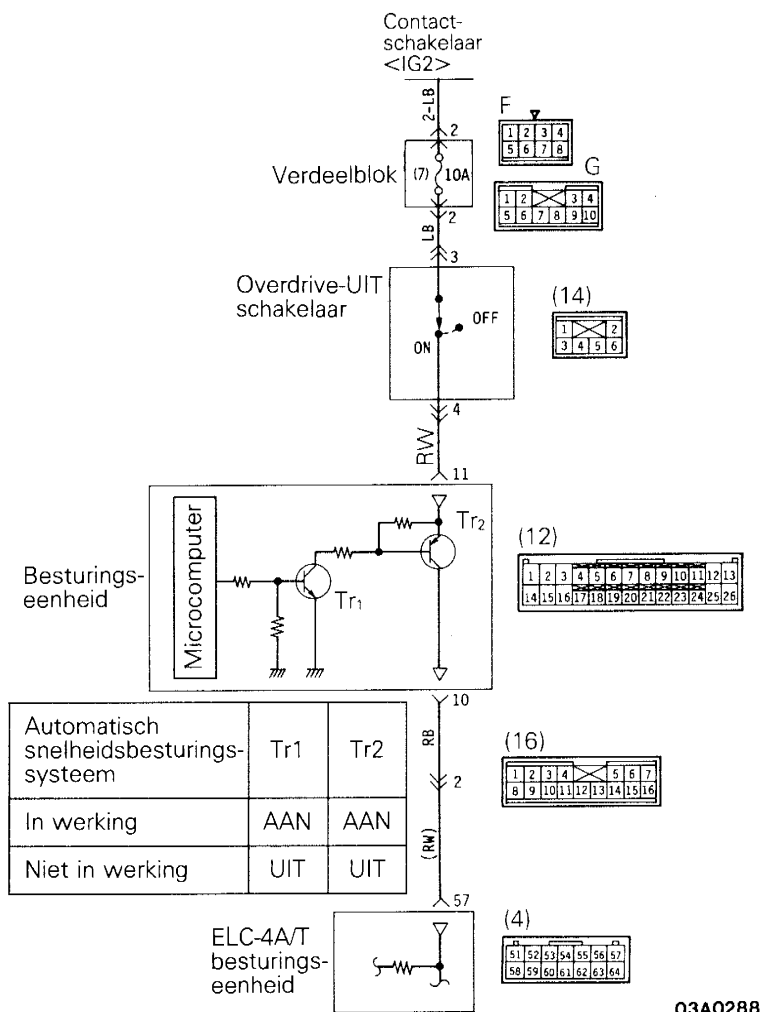 Contact-
schakelaar
<IG2>
2-LB
2
F
1 2 3 4
5 6 7 8
Verdeelblok
(7) 10A
G
1 2 3 4
5 6 7 8 9 10
2
LB
3
Overdrive-UIT
schakelaar
OFF
ON
(14)
1 2
3 4 5 6
4
RW
11
Besturings-
eenheid
Microcomputer
Tr1
Tr2
(12)
1 2 3 4 5 6 7 8 9 10 11 12 13
14 15 16 17 18 19 20 21 22 23 24 25 26
10
RB
2
(RW)
57
Automatisch
snelheidsbesturings-
systeem
Tr1 Tr2
In werking AAN AAN
Niet in werking UIT UIT
(16)
1 2 3 4 5 6 7
8 9 10 11 12 13 14 15 16
ELC-4A/T
besturings-
eenheid
(4)
51 52 53 54 55 56 57
58 59 60 61 62 63 64
03A0288